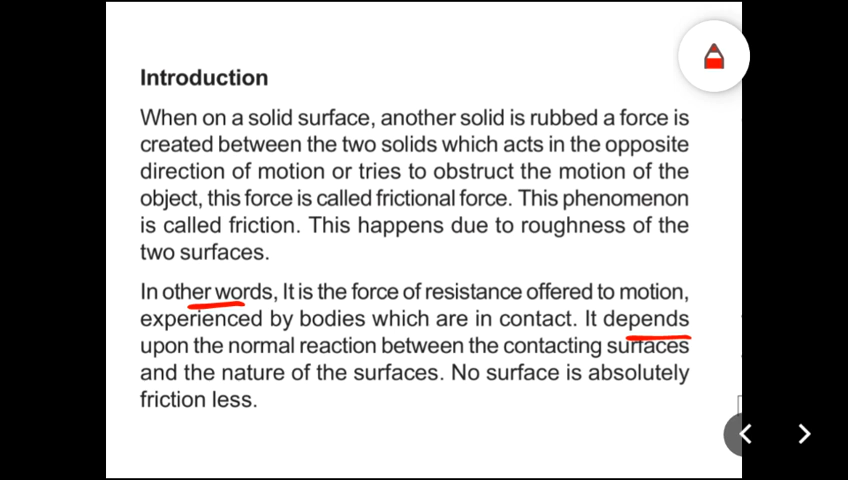 Introduction
When on a solid surface, another solid is rubbed a force is
created between the two solids which acts in the opposite
direction of motion or tries to obstruct the motion of the
object, this force is called frictional force. This phenomenon
is called friction. This happens due to roughness of the
two surfaces.
In other words, It is the force of resistance offered to motion,
experienced by bodies which are in contact. It depends
upon the normal reaction between the contacting surfaces
and the nature of the surfaces. No surface is absolutely
friction less.